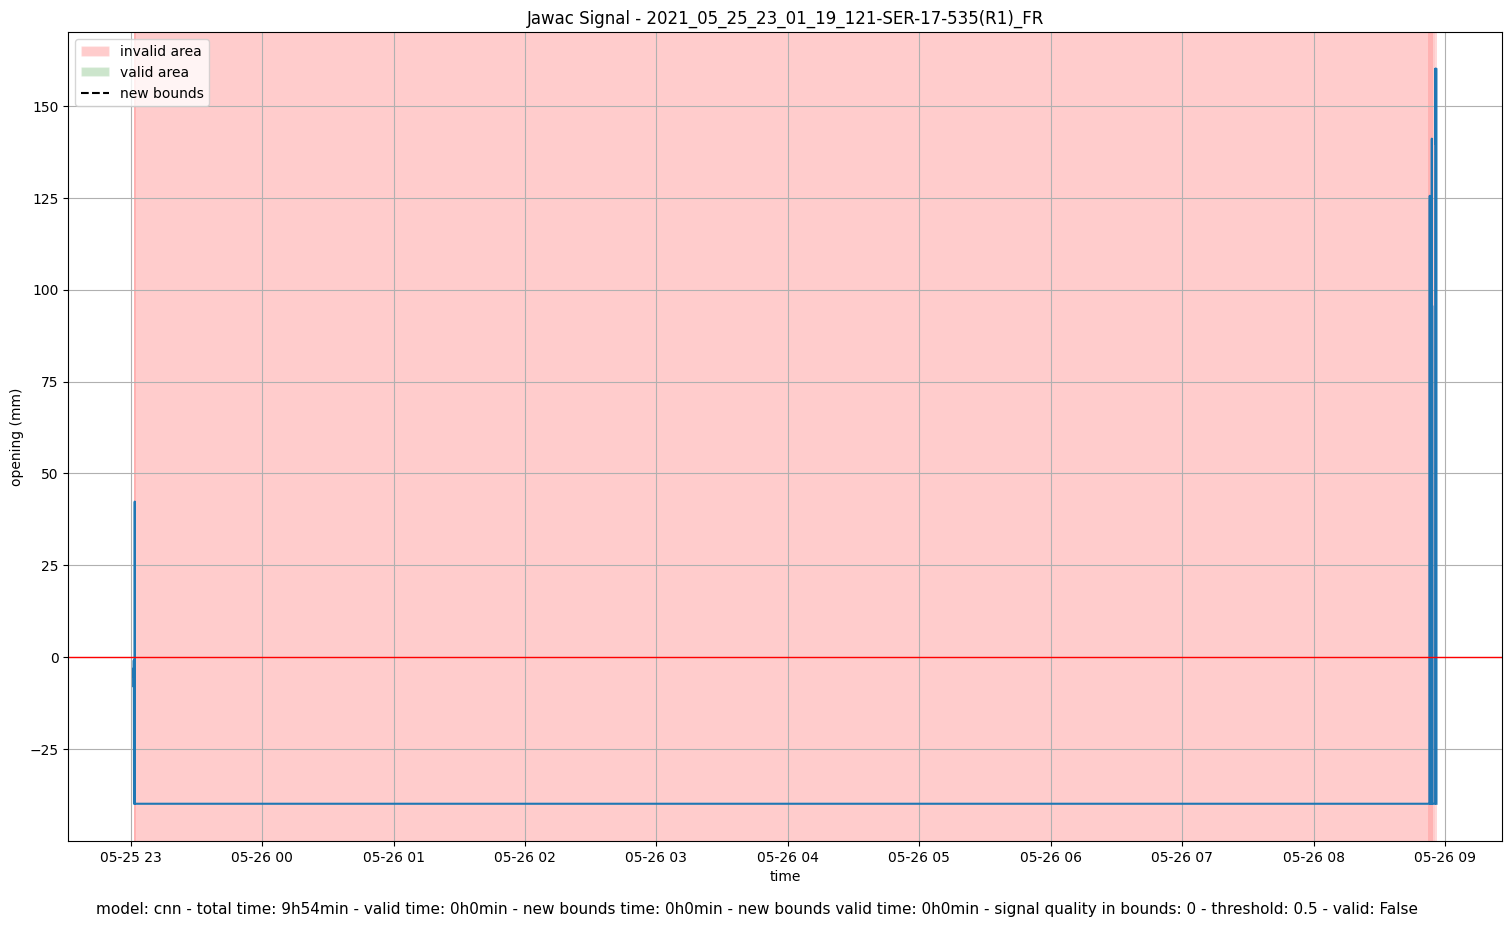 Jawac Signal - 2021_05_25_23_01_19_121-SER-17-535(R1)_FR
invalid area
valid area
new bounds
150
125
100
75
50
25
0
−25
opening (mm)
05-25 23 05-26 00 05-26 01 05-26 02 05-26 03 05-26 04 05-26 05 05-26 06 05-26 07 05-26 08 05-26 09
time
model: cnn - total time: 9h54min - valid time: 0h0min - new bounds time: 0h0min - new bounds valid time: 0h0min - signal quality in bounds: 0 - threshold: 0.5 - valid: False